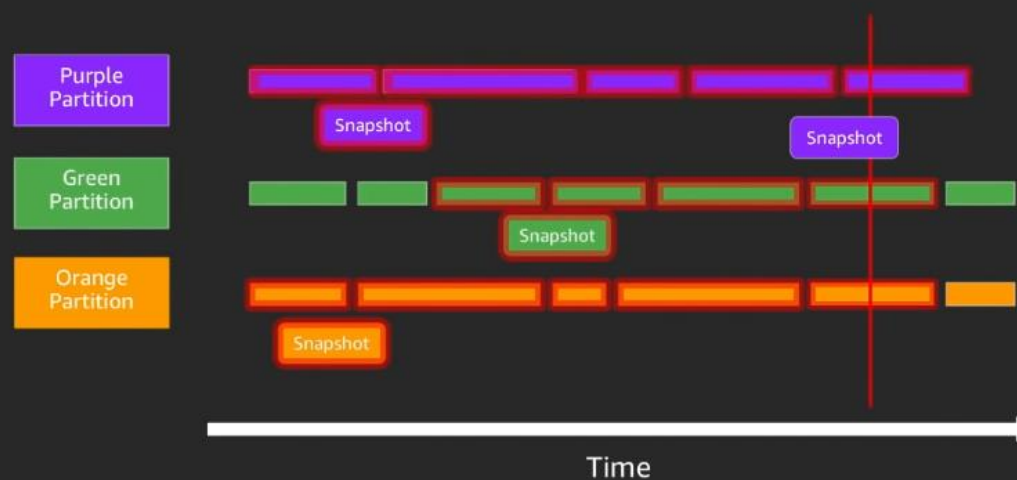 Purple
Partition
Snapshot
Snapshot
Green
Partition
Snapshot
Orange
Partition
Snapshot
Time